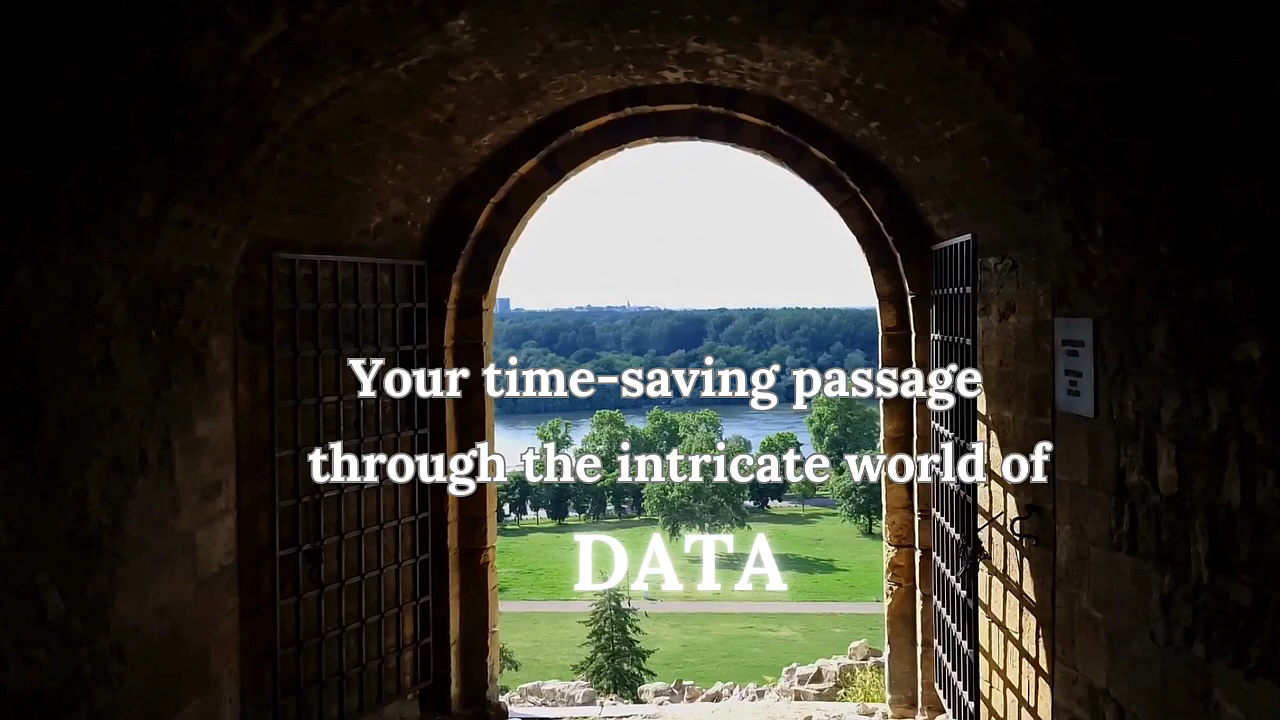 Your time-saving passage
through the intricate world of
DATA